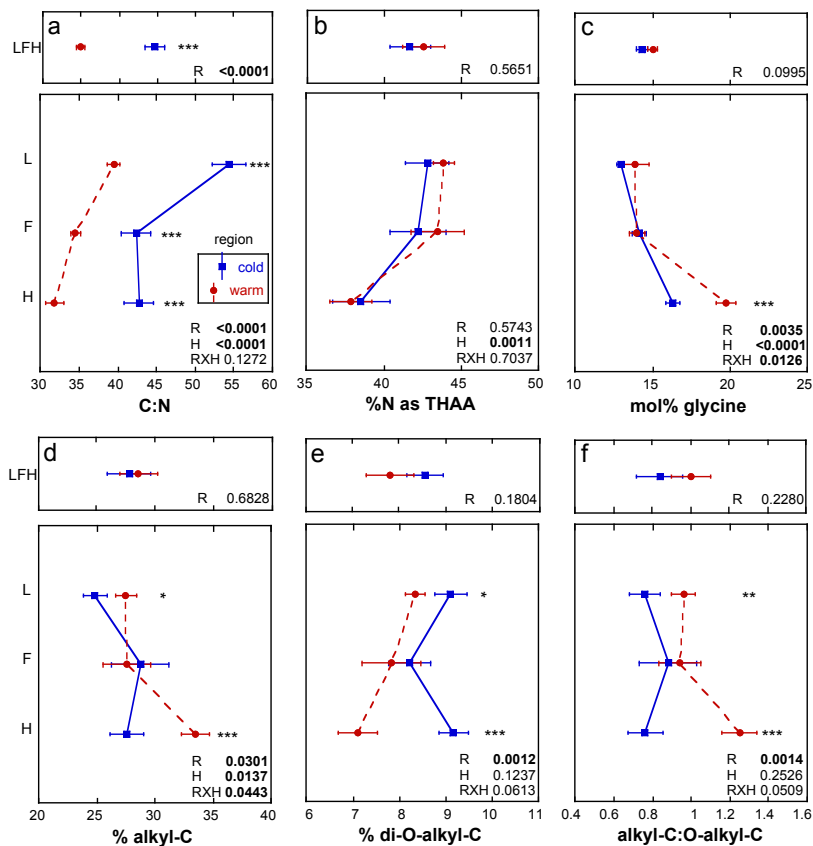 a
LFH
***
R <0.0001
L
***
F
***
region
cold
warm
H
***
R <0.0001
H <0.0001
RXH 0.1272
30 40 45 50 55 60
C:N
b
R 0.5651
R 0.5743
H 0.0011
RXH 0.7037
35 40 45 50
%N as THAA
c
R 0.0995
***
R 0.0035
H <0.0001
RXH 0.0126
10 15 20 25
mol% glycine
d
LFH
R 0.6828
L
*
F
H
***
R 0.0301
H 0.0137
RXH 0.0443
20 25 30 35 40
% alkyl-C
e
R 0.1804
*
***
R 0.0012
H 0.1237
RXH 0.0613
6 7 8 9 10 11
% di-O-alkyl-C
f
R 0.2280
**
***
R 0.0014
H 0.2526
RXH 0.0509
0.4 0.6 0.8 1 1.2 1.4 1.6
alkyl-C:O-alkyl-C